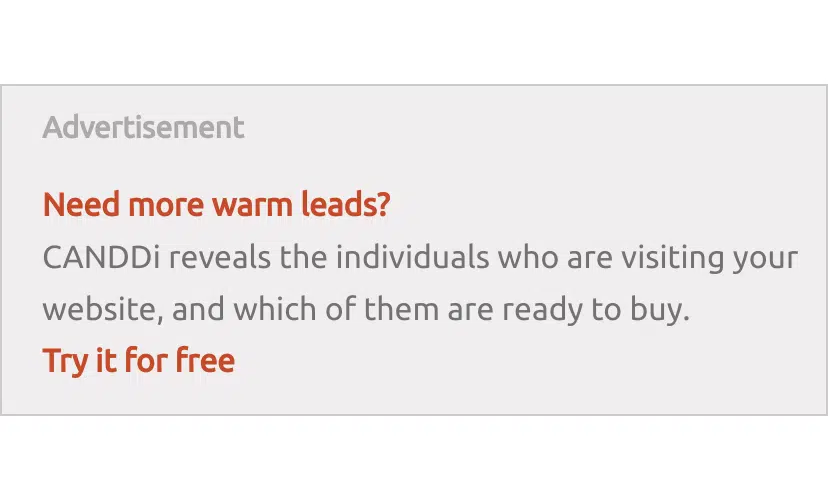 Advertisement
Need more warm leads?
CANDDi reveals the individuals who are visiting your
website, and which of them are ready to buy.
Try it for free